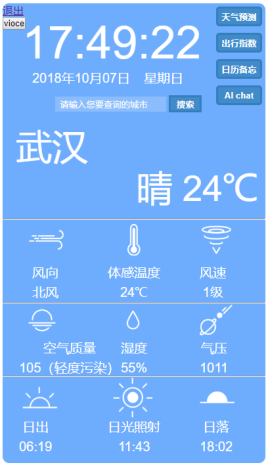 退出
vioce
17:49:22
2018年10月07日 星期日
天气预测
出行指数
日历备忘
AI chat
请输入您要查询的城市 搜索
武汉
晴 24℃
风向 体感温度 风速
北风 24℃ 1级
空气质量 湿度 气压
105（轻度污染） 55% 1011
日出 日光照射 日落
06:19 11:43 18:02